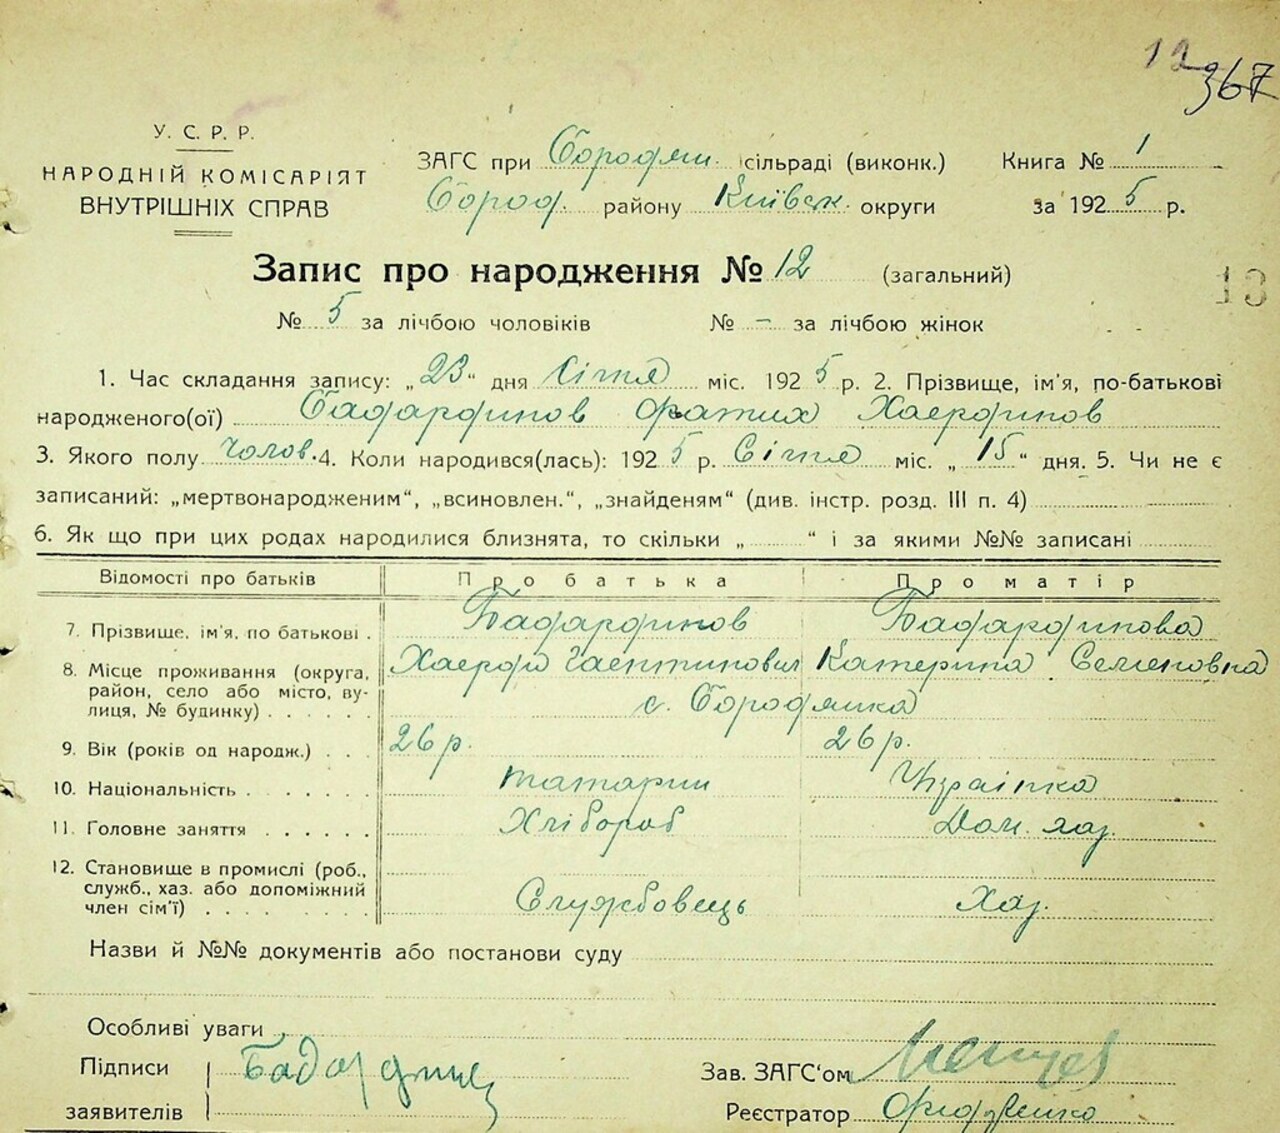 12
367
У. С. Р. Р.
НАРОДНІЙ КОМІСАРІЯТ
ВНУТРІШНІХ СПРАВ
ЗАГС при Бородян. сільраді (виконк.)
Бород. району Київськ. округи
Книга № 1
за 1925 р.
Запис про народження № 12 (загальний)
№ 5 за лічбою чоловіків № - за лічбою жінок
1. Час складання запису: „23“ дня Січня міс. 1925 р. 2. Прізвище, ім'я, по-батькові
народженого(ої) Бадардинов Фатих Хаердинов
3. Якого полу чолов. 4. Коли народився(лась): 1925 р. Січня міс. „15“ дня. 5. Чи не є
записаний: „мертвонародженим“, „всиновлен.“, „знайденям“ (див. інстр. розд. III п. 4)
6. Як що при цих родах народилися близнята, то скільки „ “ і за якими №№ записані
Відомості про батьків Про батька Про матір
7. Прізвище, ім'я, по батькові . Бадардинов Бадардинова
Катерина Семеновна
8. Місце проживання (округа, район, село або місто, вулиця, № будинку) . . . . . . с. Бородянка
9. Вік (років од народж.) . . . 26 р. 26 р.
10. Національність . . . . . . татарин Українка
11. Головне заняття . . . . . . Хлібороб Дом. хаз.
12. Становище в промислі (роб., служб., хаз. або допоміжний член сім'ї) . . . . . . Службовець Хаз.
Назви й №№ документів або постанови суду
Особливі уваги
Підписи
заявителів
Зав. ЗАГС'ом
Реєстратор